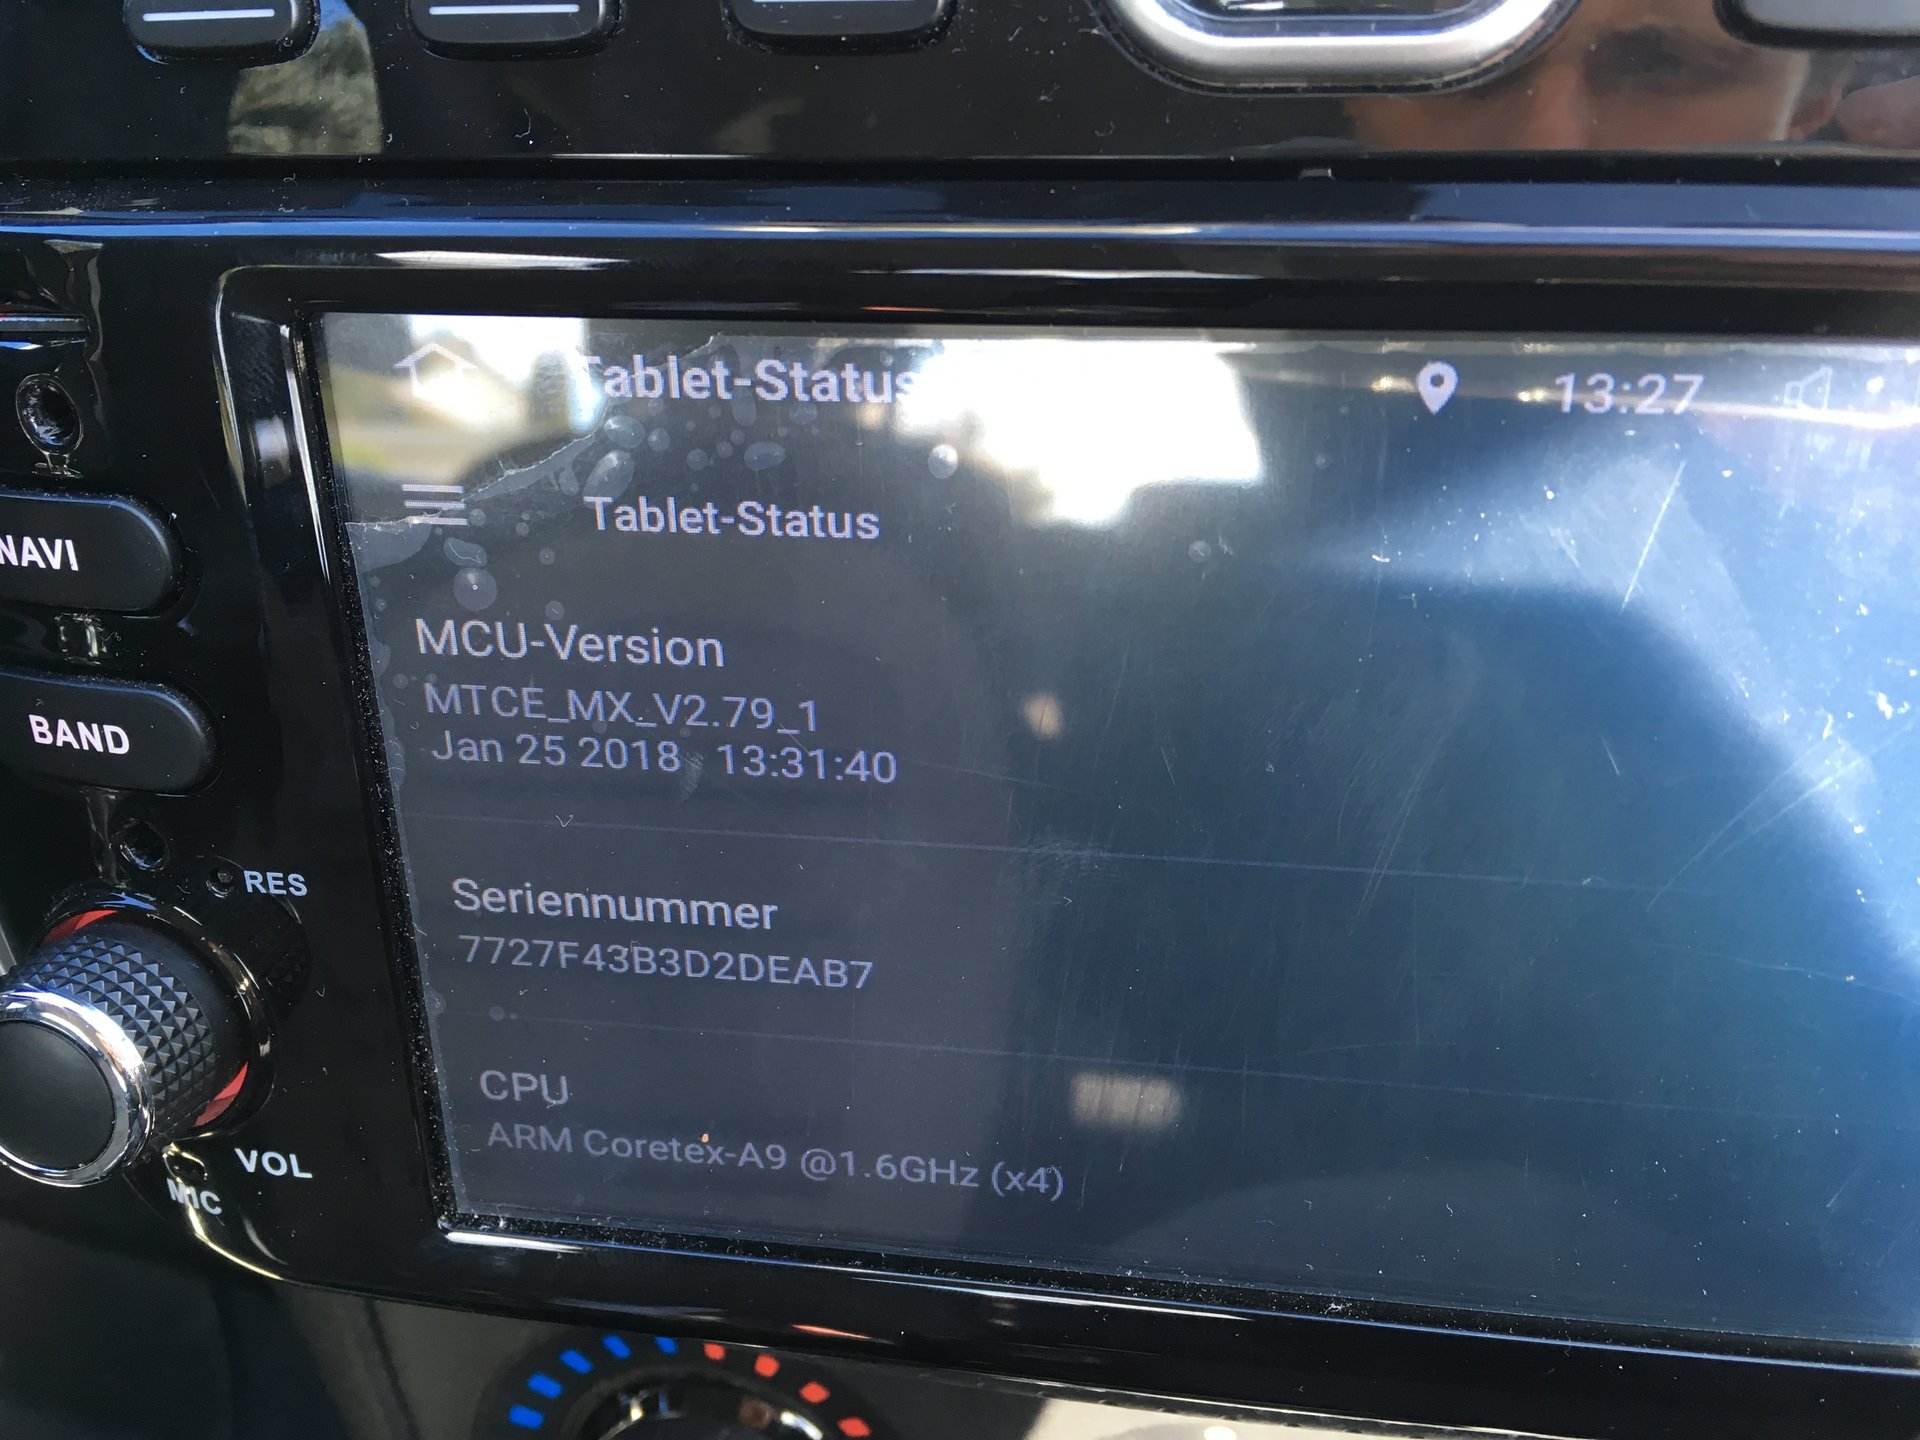 Tablet-Status
13:27
Tablet-Status
NAVI
MCU-Version
MTCE_MX_V2.79_1
Jan 25 2018 13:31:40
BAND
RES
Seriennummer
7727F43B3D2DEAB7
CPU
ARM Coretex-A9 @1.6GHz (x4)
VOL
MIC